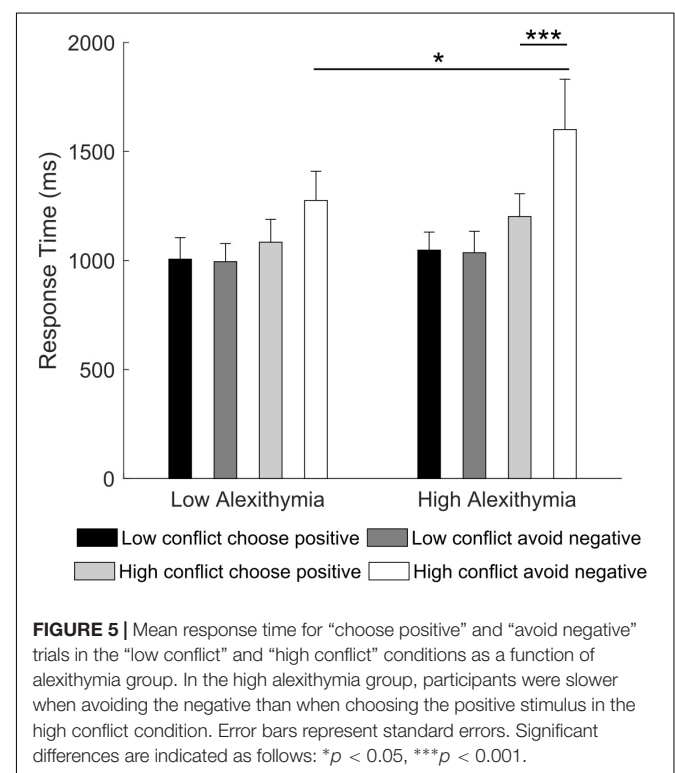 2000
***
*
1500
Response Time (ms)
1000
500
0
Low Alexithymia High Alexithymia
Low conflict choose positive Low conflict avoid negative
High conflict choose positive High conflict avoid negative
FIGURE 5 | Mean response time for “choose positive” and “avoid negative”
trials in the “low conflict” and “high conflict” conditions as a function of
alexithymia group. In the high alexithymia group, participants were slower
when avoiding the negative than when choosing the positive stimulus in the
high conflict condition. Error bars represent standard errors. Significant
differences are indicated as follows: *p < 0.05, ***p < 0.001.